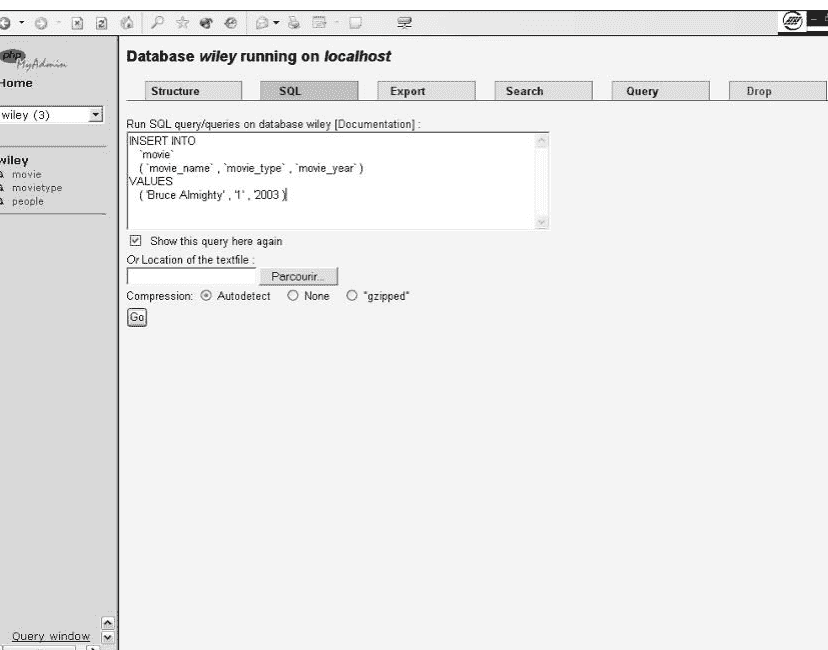 Database wiley running on localhost
php
MyAdmin
Home
wiley (3)
wiley
movie
movietype
people
Query window
Structure SQL Export Search Query Drop
Run SQL query/queries on database wiley [Documentation] :
INSERT INTO
`movie`
( `movie_name` , `movie_type` , `movie_year` )
VALUES
( 'Bruce Almighty' , '1' , '2003 )
Show this query here again
Or Location of the textfile :
Parcourir...
Compression: Autodetect None "gzipped"
Go